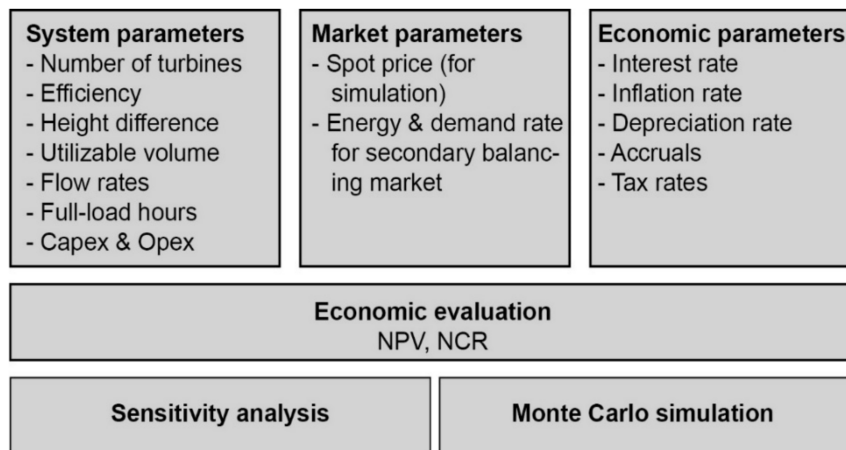 System parameters
- Number of turbines
- Efficiency
- Height difference
- Utilizable volume
- Flow rates
- Full-load hours
- Capex & Opex
Market parameters
- Spot price (for
simulation)
- Energy & demand rate
for secondary balanc-
ing market
Economic parameters
- Interest rate
- Inflation rate
- Depreciation rate
- Accruals
- Tax rates
Economic evaluation
NPV, NCR
Sensitivity analysis
Monte Carlo simulation